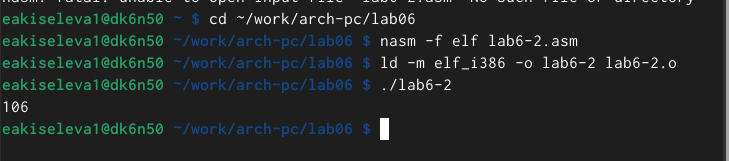 nasm: fatal: unable to open input file `lab6-2.asm' No such file or directory
eakiseleva1@dk6n50 ~ $ cd ~/work/arch-pc/lab06
eakiseleva1@dk6n50 ~/work/arch-pc/lab06 $ nasm -f elf lab6-2.asm
eakiseleva1@dk6n50 ~/work/arch-pc/lab06 $ ld -m elf_i386 -o lab6-2 lab6-2.o
eakiseleva1@dk6n50 ~/work/arch-pc/lab06 $ ./lab6-2
106
eakiseleva1@dk6n50 ~/work/arch-pc/lab06 $